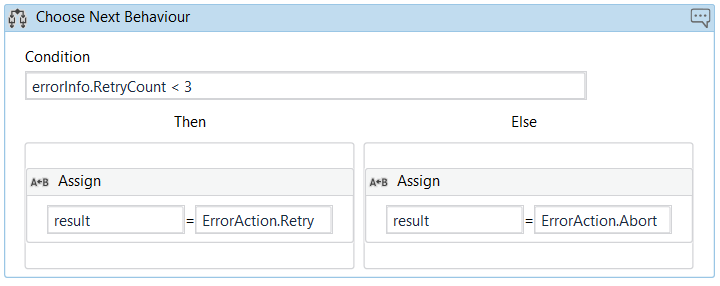 Choose Next Behaviour
Condition
errorInfo.RetryCount < 3
Then Else
A←B Assign A←B Assign
result = ErrorAction.Retry result = ErrorAction.Abort